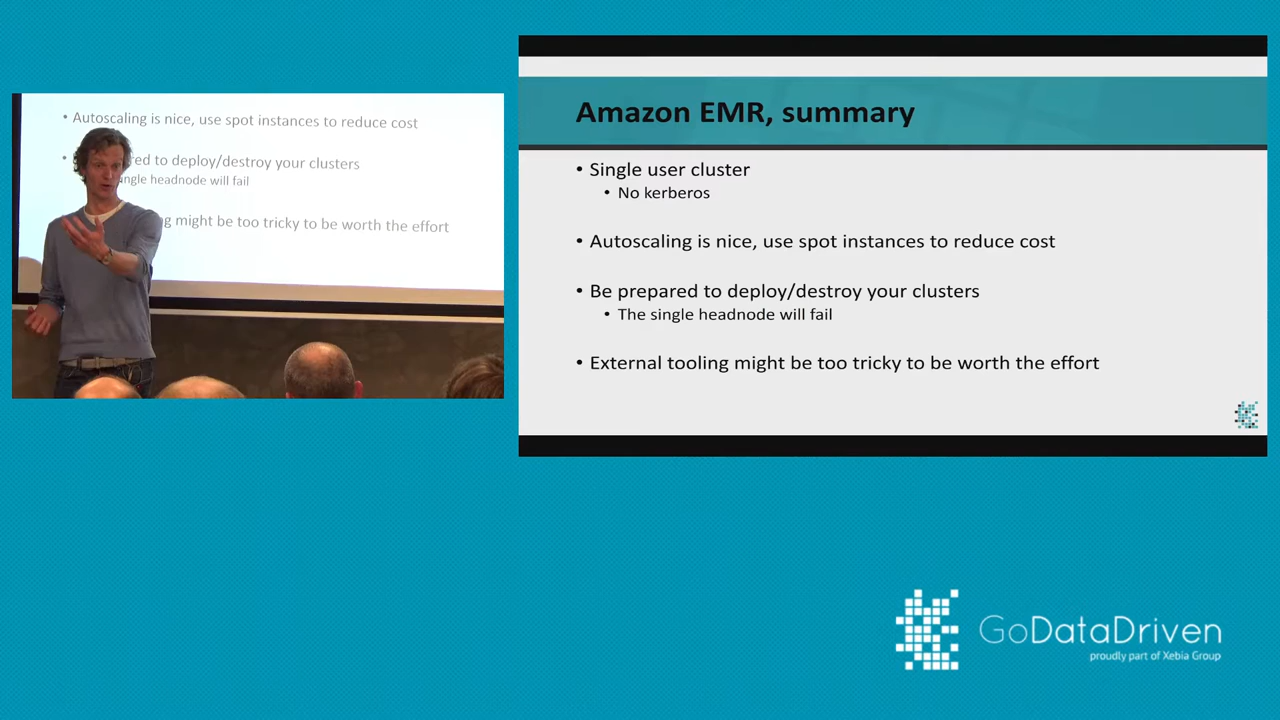 • Autoscaling is nice, use spot instances to reduce cost
• red to deploy/destroy your clusters
ngle headnode will fail
g might be too tricky to be worth the effort
Amazon EMR, summary
• Single user cluster
• No kerberos
• Autoscaling is nice, use spot instances to reduce cost
• Be prepared to deploy/destroy your clusters
• The single headnode will fail
• External tooling might be too tricky to be worth the effort
GoDataDriven
proudly part of Xebia Group